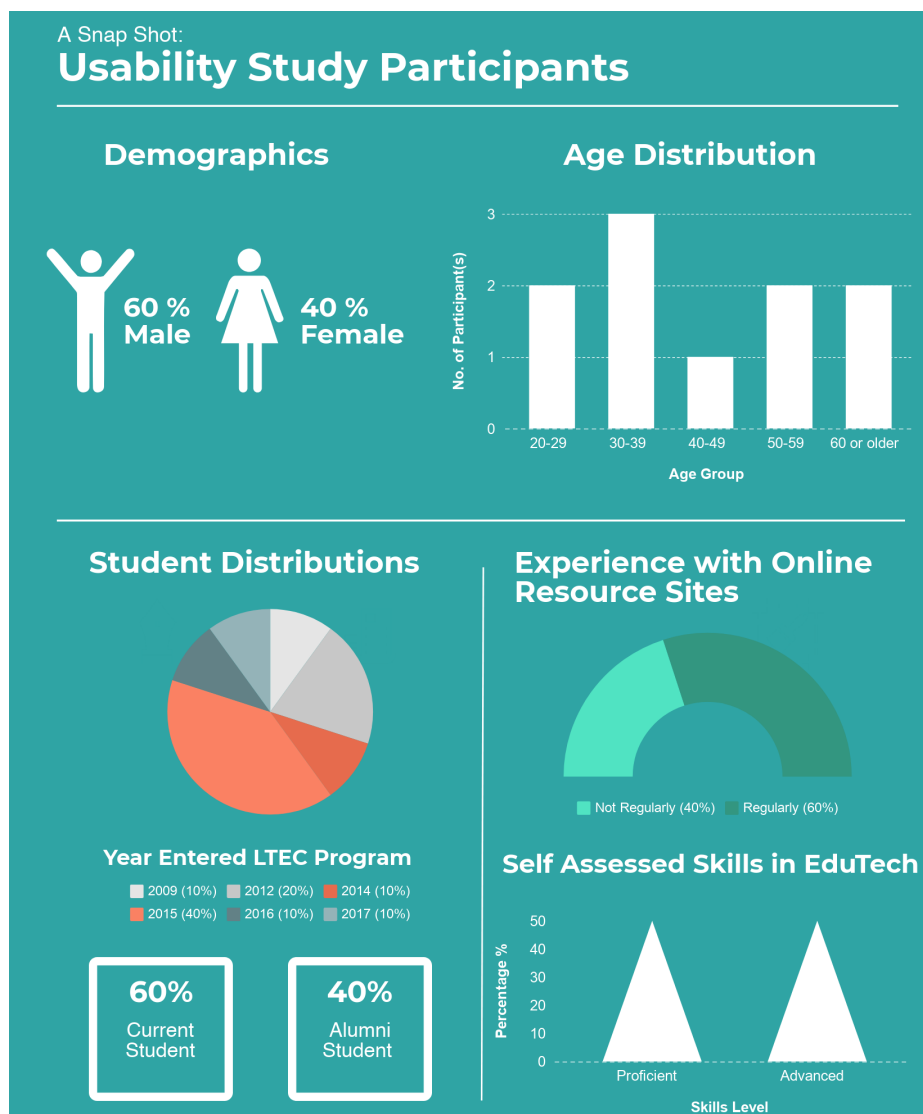 A Snap Shot:
Usability Study Participants
Demographics
60 %
Male
40 %
Female
Age Distribution
No. of Participant(s)
3
2
1
0
20-29
30-39
40-49
50-59
60 or older
Age Group
Student Distributions
Year Entered LTEC Program
2009 (10%)
2012 (20%)
2014 (10%)
2015 (40%)
2016 (10%)
2017 (10%)
60%
Current
Student
40%
Alumni
Student
Experience with Online
Resource Sites
Not Regularly (40%)
Regularly (60%)
Self Assessed Skills in EduTech
Percentage %
50
40
30
20
10
0
Proficient
Advanced
Skills Level